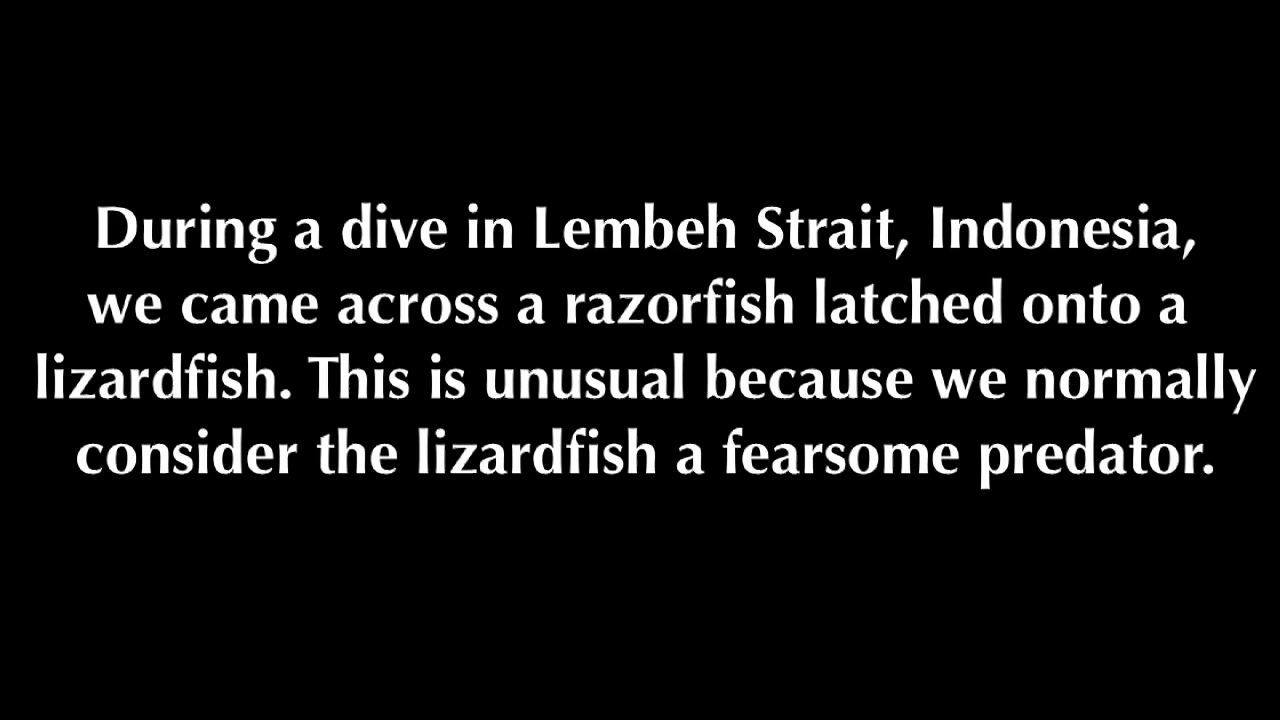 During a dive in Lembeh Strait, Indonesia,
we came across a razorfish latched onto a
lizardfish. This is unusual because we normally
consider the lizardfish a fearsome predator.